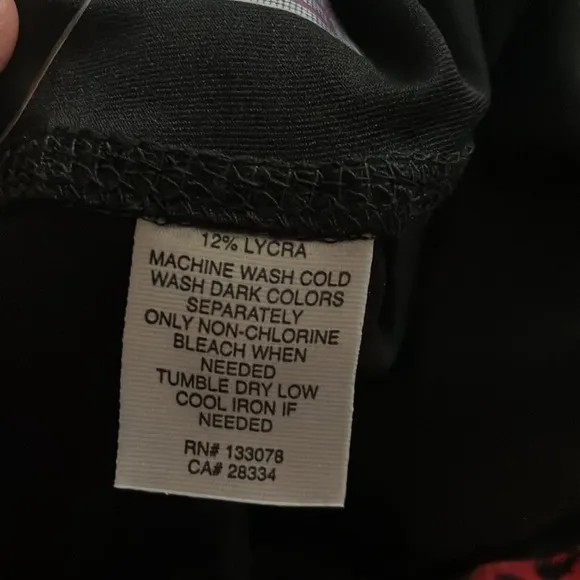 12% LYCRA
MACHINE WASH COLD
WASH DARK COLORS
SEPARATELY
ONLY NON-CHLORINE
BLEACH WHEN
NEEDED
TUMBLE DRY LOW
COOL IRON IF
NEEDED
RN# 133078
CA# 28334